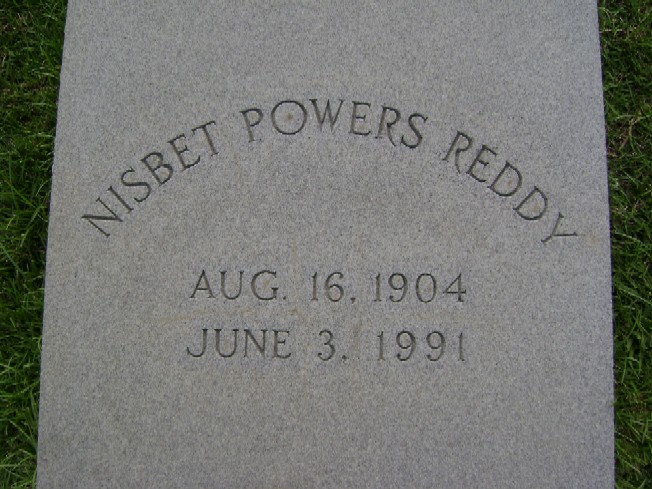 NISBET POWERS REDDY
AUG. 16, 1904
JUNE 3, 1991